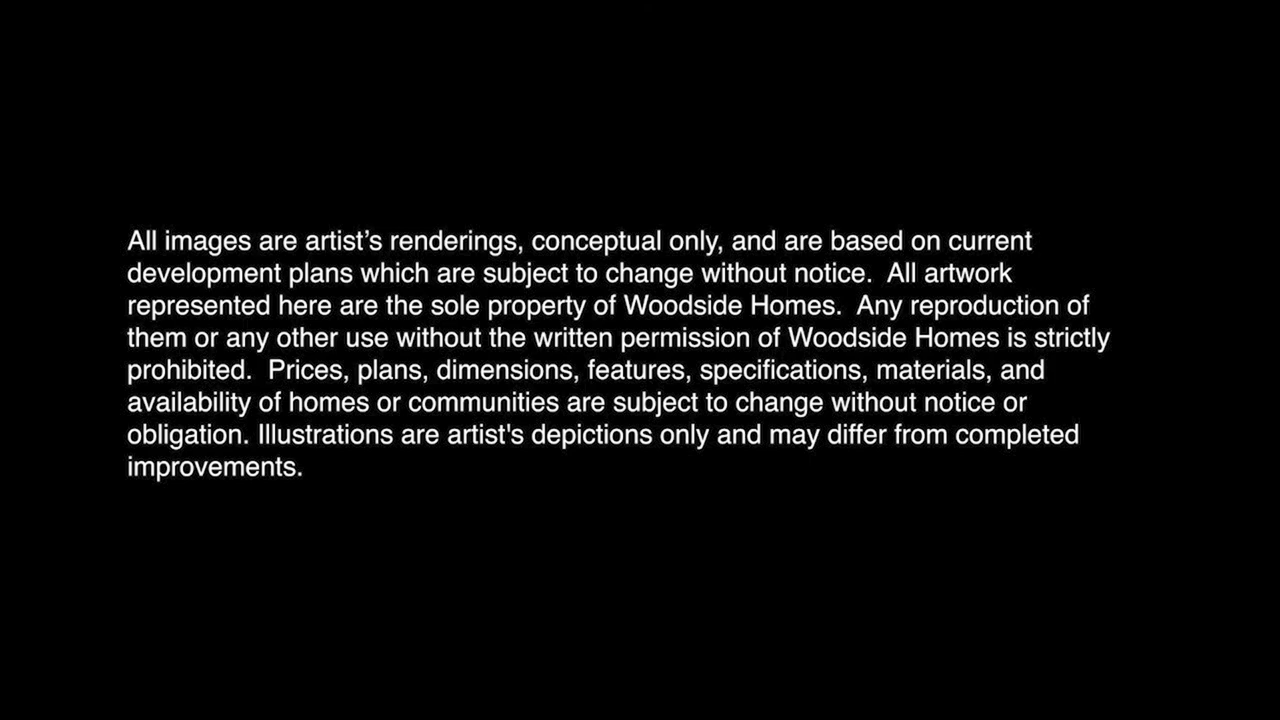 All images are artist’s renderings, conceptual only, and are based on current
development plans which are subject to change without notice.  All artwork
represented here are the sole property of Woodside Homes.  Any reproduction of
them or any other use without the written permission of Woodside Homes is strictly
prohibited.  Prices, plans, dimensions, features, specifications, materials, and
availability of homes or communities are subject to change without notice or
obligation. Illustrations are artist's depictions only and may differ from completed
improvements.